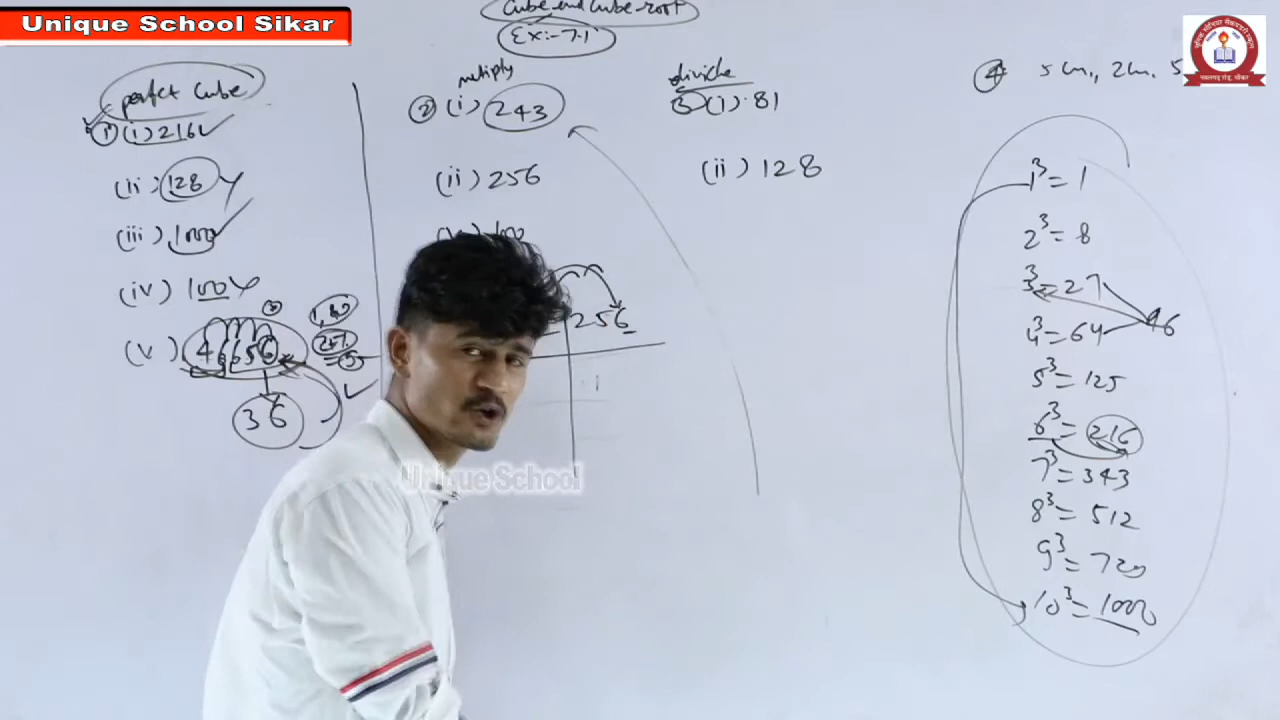 Unique School Sikar
Cube and Cube-root
Ex:-7.1
perfect Cube
① (i) 216 ✓
(ii) 128
(iii) 1000 ✓
(iv) 100
(v) 46656
36
multiply
② (i) 243
(ii) 256
256
divide
③ (i) 81
(ii) 128
④ 5 cm, 2 cm, 5
1³ = 1
2³ = 8
3³ = 27
4³ = 64
46
5³ = 125
6³ = 216
7³ = 343
8³ = 512
9³ = 729
10³ = 1000
Unique School